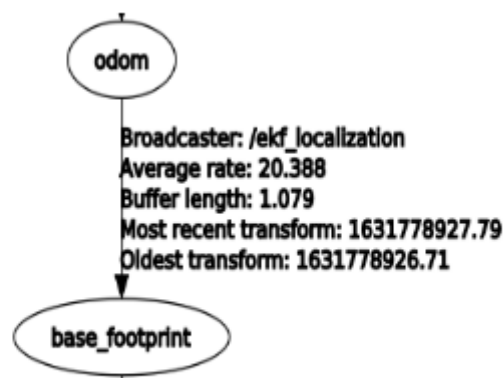 odom
Broadcaster: /ekf_localization
Average rate: 20.388
Buffer length: 1.079
Most recent transform: 1631778927.79
Oldest transform: 1631778926.71
base_footprint